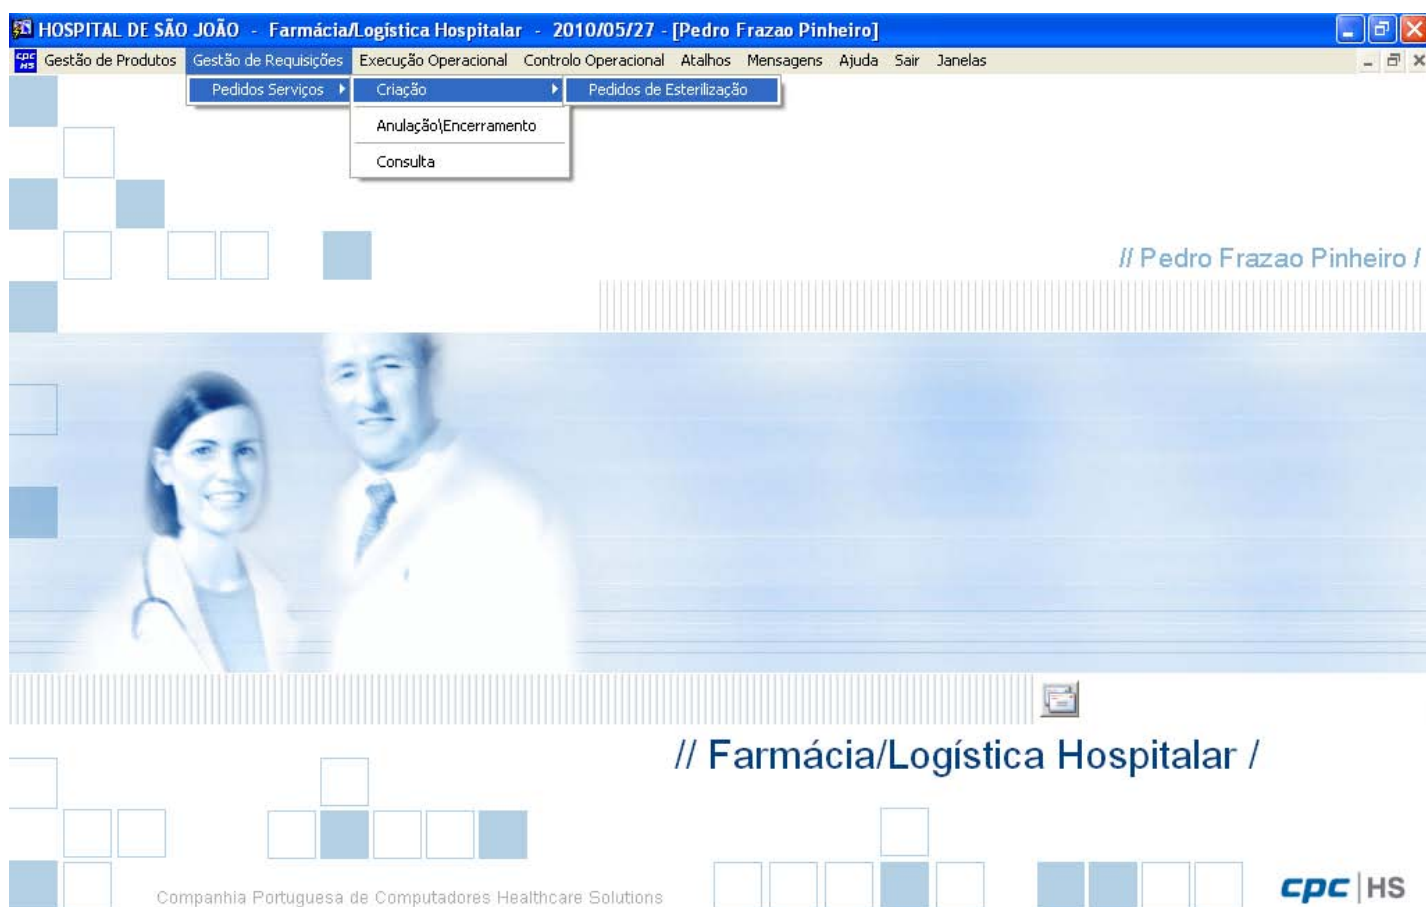 HOSPITAL DE SÃO JOÃO - Farmácia/Logística Hospitalar - 2010/05/27 - [Pedro Frazao Pinheiro]
cpc HS Gestão de Produtos Gestão de Requisições Execução Operacional Controlo Operacional Atalhos Mensagens Ajuda Sair Janelas
Pedidos Serviços Criação Pedidos de Esterilização
Anulação\Encerramento
Consulta
// Pedro Frazao Pinheiro /
// Farmácia/Logística Hospitalar /
Companhia Portuguesa de Computadores Healthcare Solutions
cpc | HS